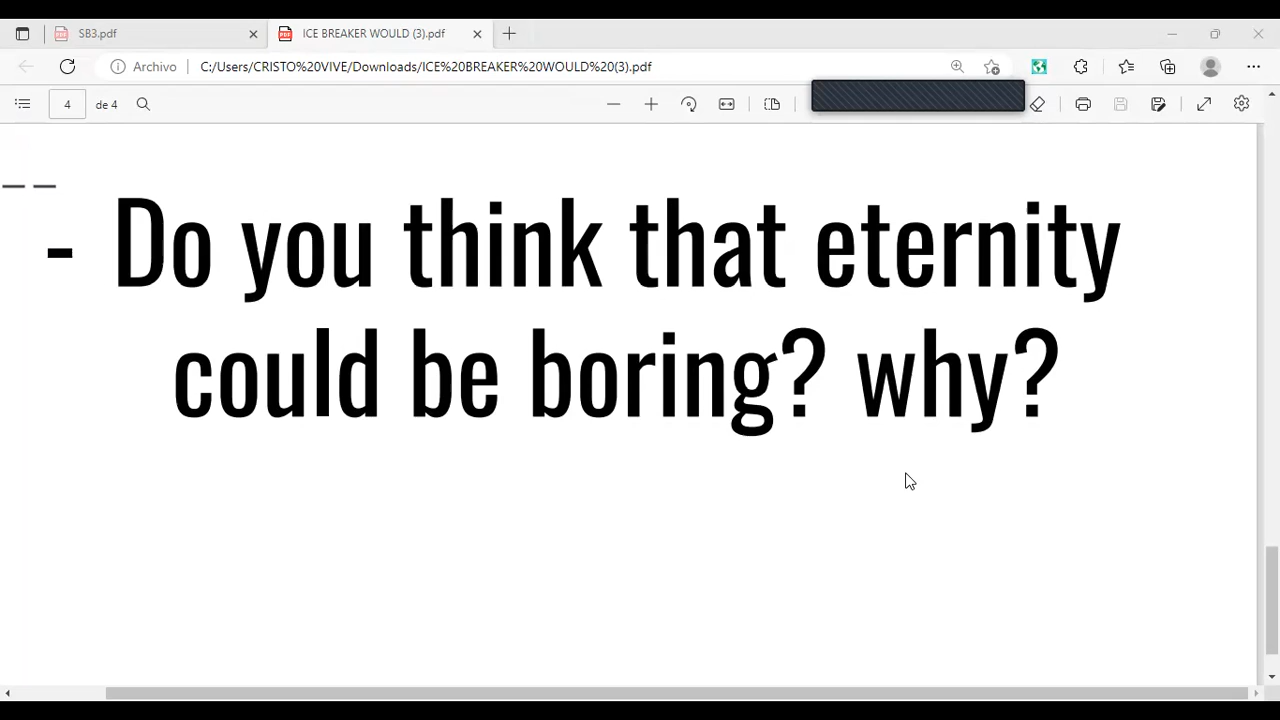 SB3.pdf
ICE BREAKER WOULD (3).pdf
Archivo
C:/Users/CRISTO%20VIVE/Downloads/ICE%20BREAKER%20WOULD%20(3).pdf
4 de 4
- Do you think that eternity
could be boring? why?